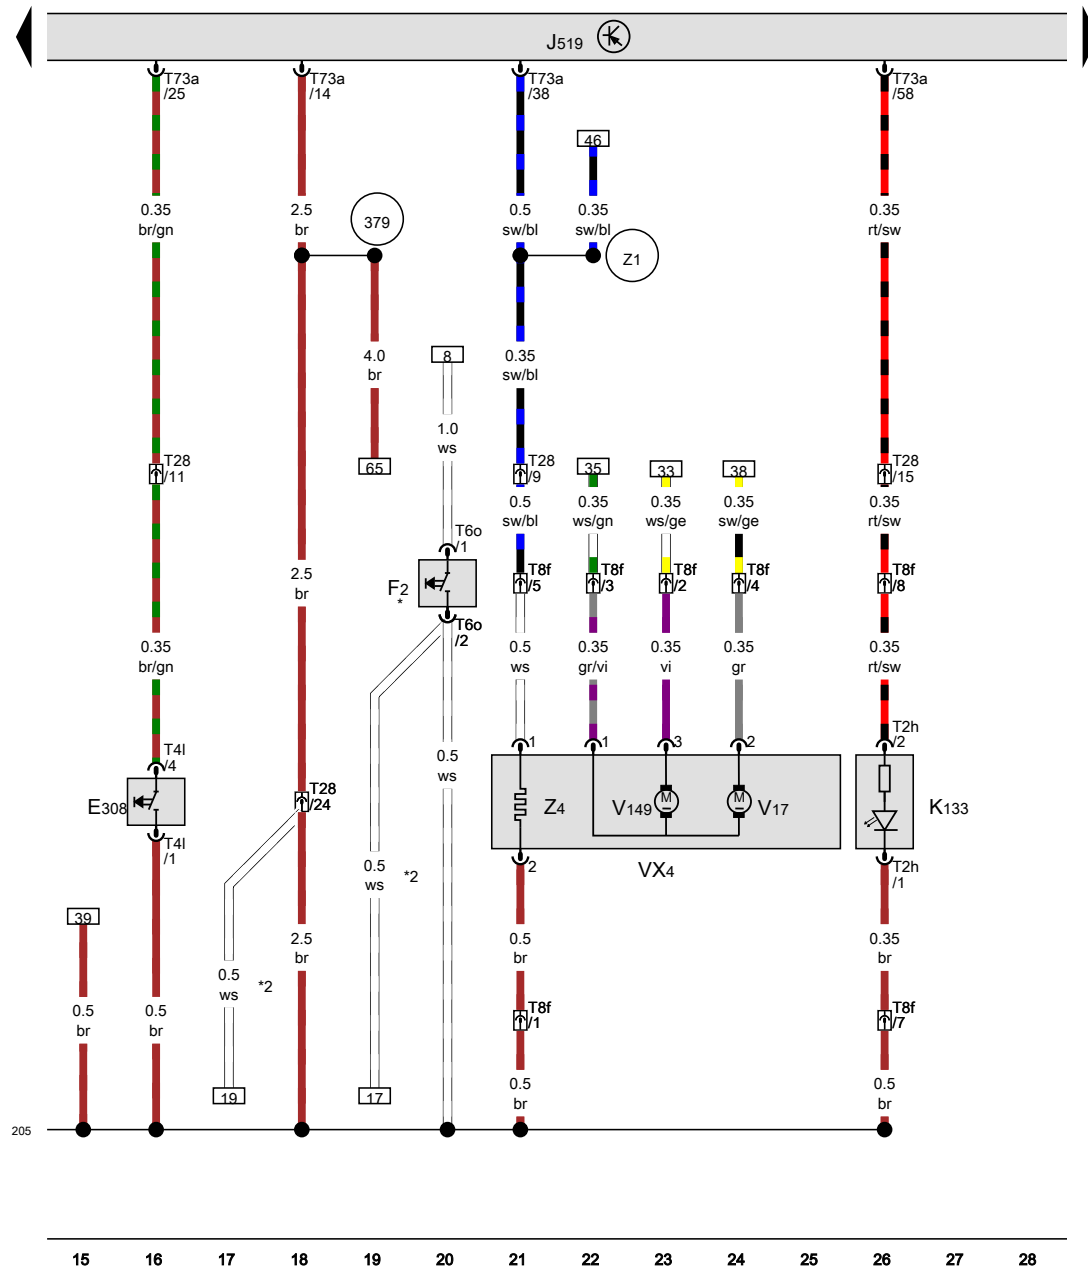 J519
T73a
/25
T73a
/14
T73a
/38
T73a
/58
46
0.35
br/gn
2.5
br
379
0.5
sw/bl
0.35
sw/bl
0.35
rt/sw
Z1
8
4.0
br
0.35
sw/bl
1.0
ws
T28
/11
65
T28
/9
35
33
38
T28
/15
0.5
sw/bl
0.35
ws/gn
0.35
ws/ge
0.35
sw/ge
0.35
rt/sw
T6o
/1
2.5
br
F2
*
T8f
/5
T8f
/3
T8f
/2
T8f
/4
T8f
/8
T6o
/2
0.35
br/gn
0.5
ws
0.35
gr/vi
0.35
vi
0.35
gr
0.35
rt/sw
T4l
/4
0.5
ws
1
1
3
2
T2h
/2
E308
T28
/24
Z4
V149
M
M
V17
K133
T4l
/1
0.5
ws
*2
2
VX4
T2h
/1
39
2.5
br
0.5
br
0.35
br
0.5
ws
*2
0.5
br
0.5
br
T8f
/1
T8f
/7
19
17
0.5
br
0.5
br
205
15 16 17 18 19 20 21 22 23 24 25 26 27 28